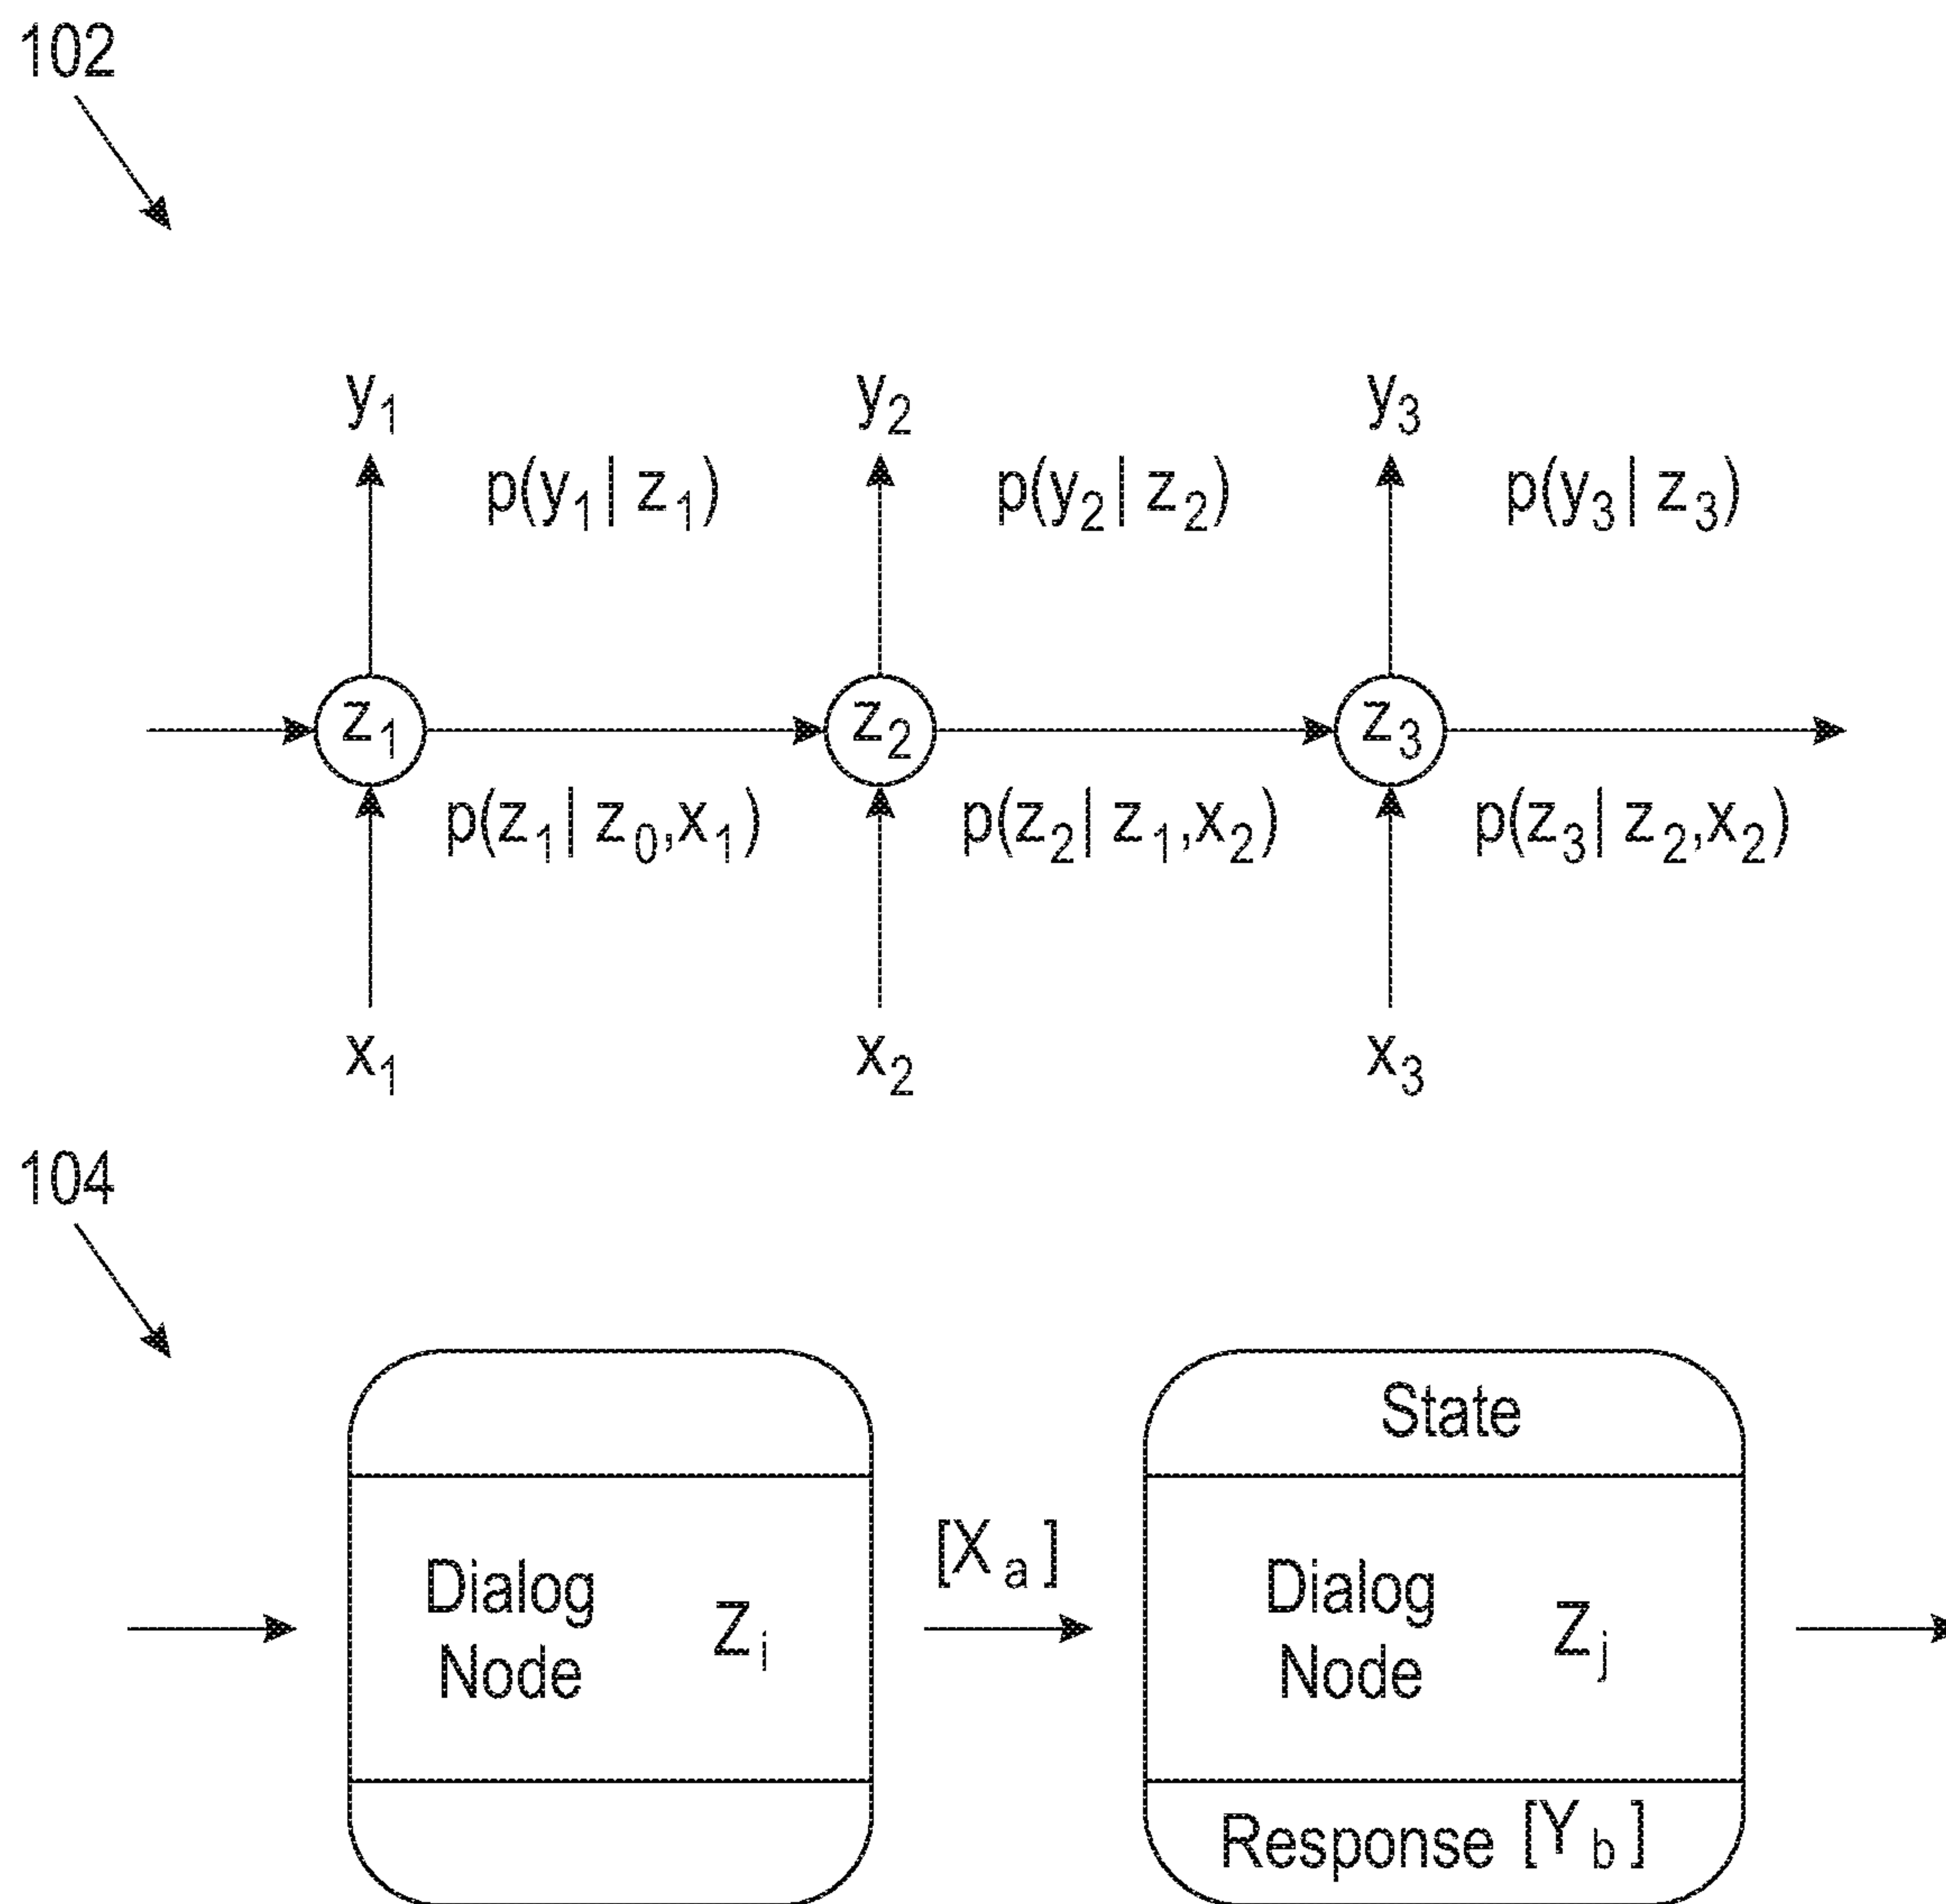 102
y₁ y₂ y₃
p(y₁| z₁) p(y₂| z₂) p(y₃| z₃)
z₁ z₂ z₃
p(z₁| z₀,x₁) p(z₂| z₁,x₂) p(z₃| z₂,x₂)
x₁ x₂ x₃
104
State
[Xₐ]
Dialog Dialog
Zᵢ Zⱼ
Node Node
Response [Y_b]